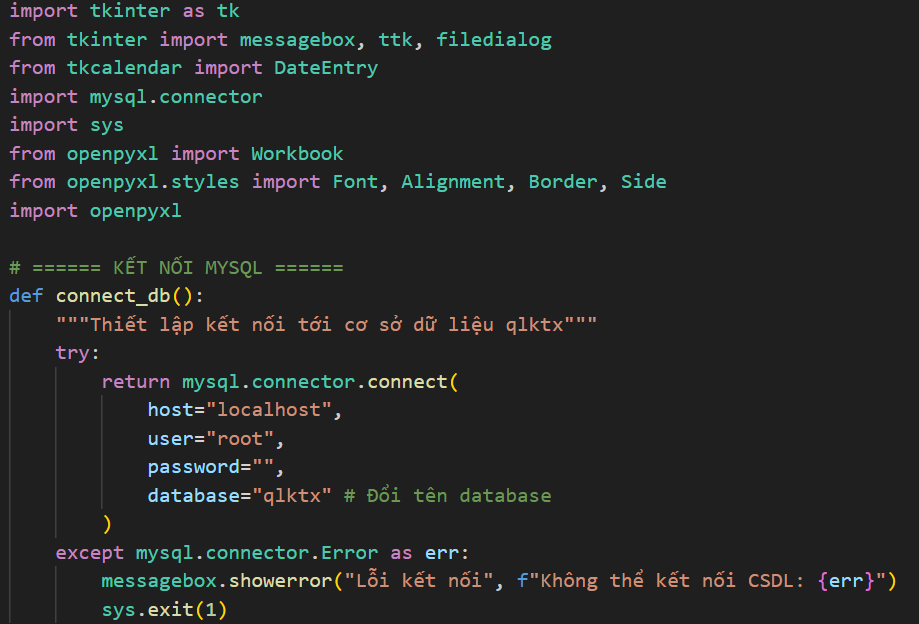 import tkinter as tk
from tkinter import messagebox, ttk, filedialog
from tkcalendar import DateEntry
import mysql.connector
import sys
from openpyxl import Workbook
from openpyxl.styles import Font, Alignment, Border, Side
import openpyxl

# ====== KẾT NỐI MYSQL ======
def connect_db():
    """Thiết lập kết nối tới cơ sở dữ liệu qlktx"""
    try:
        return mysql.connector.connect(
            host="localhost",
            user="root",
            password="",
            database="qlktx" # Đổi tên database
        )
    except mysql.connector.Error as err:
        messagebox.showerror("Lỗi kết nối", f"Không thể kết nối CSDL: {err}")
        sys.exit(1)